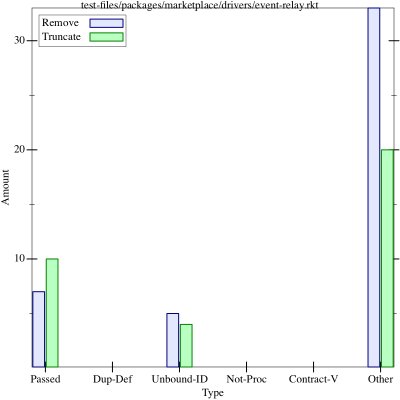 test-files/packages/marketplace/drivers/event-relay.rkt
Remove
Truncate
30
20
10
Amount
Passed Dup-Def Unbound-ID Not-Proc Contract-V Other
Type